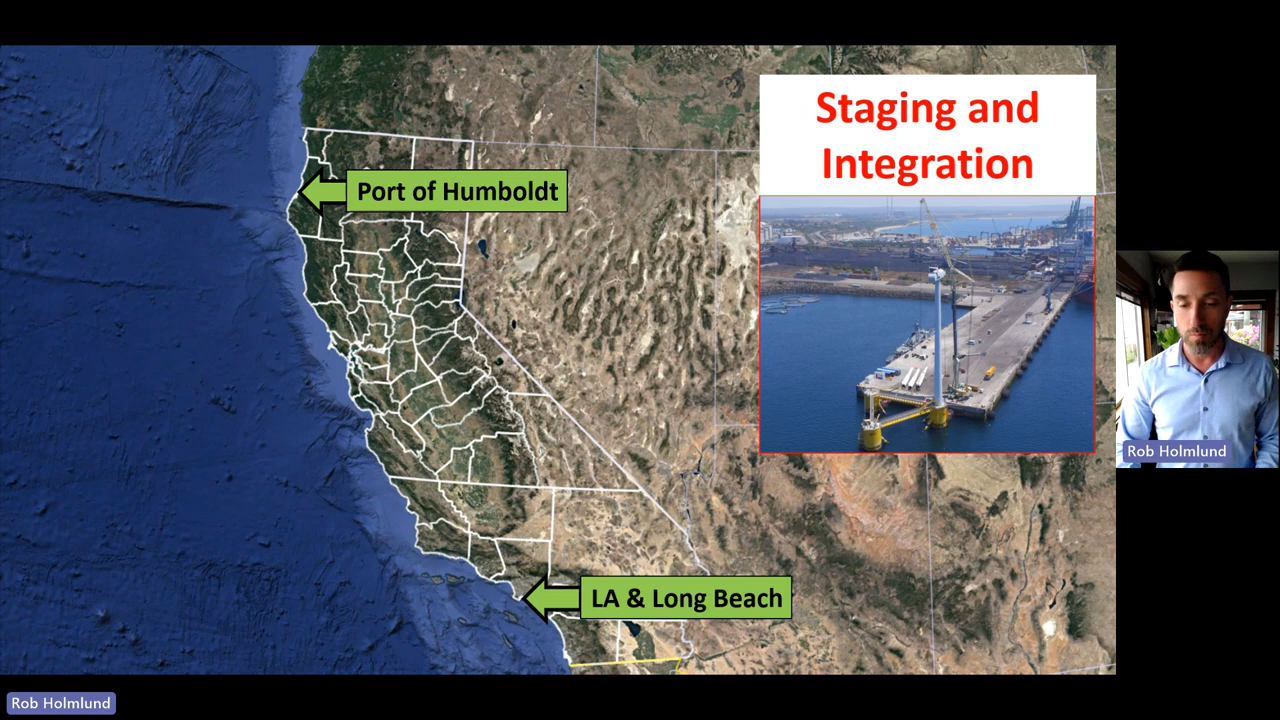 Staging and
Integration
Port of Humboldt
LA & Long Beach
Rob Holmlund
Rob Holmlund